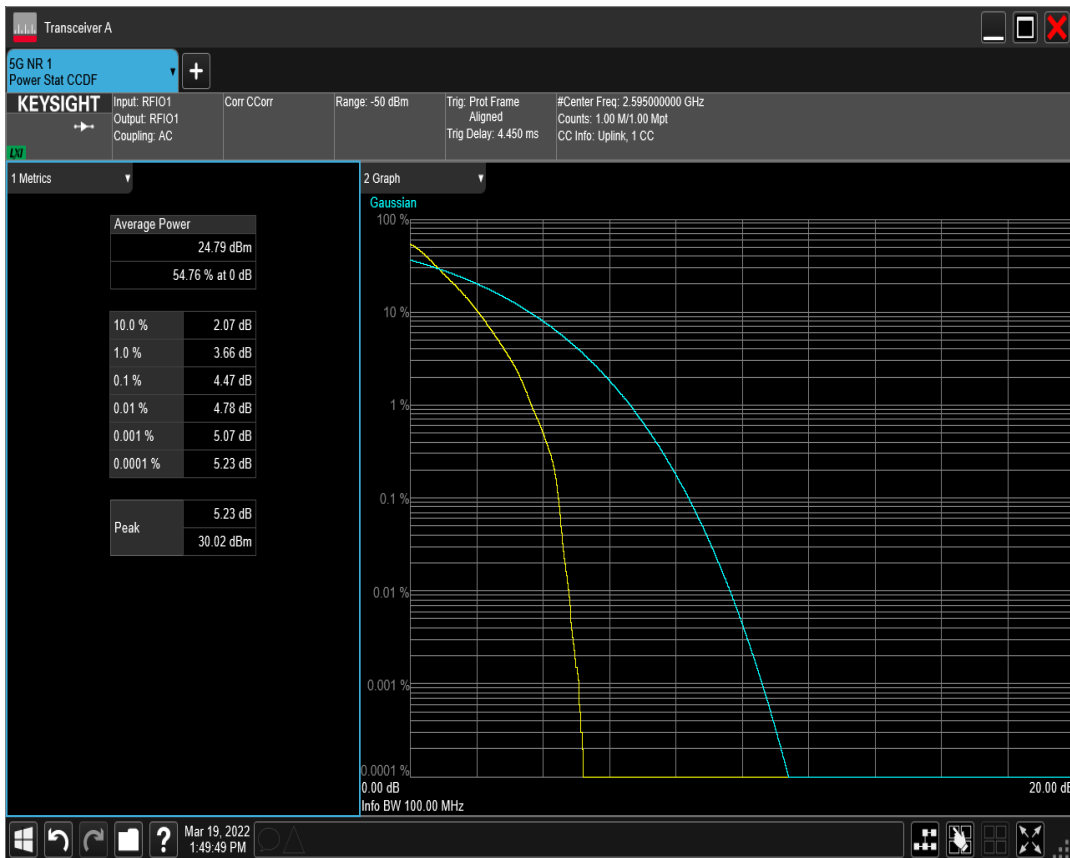 Transceiver A
5G NR 1
Power Stat CCDF
+
KEYSIGHT
LXI
Input: RFIO1
Output: RFIO1
Coupling: AC
Corr CCorr
Range: -50 dBm
Trig: Prot Frame
Aligned
Trig Delay: 4.450 ms
#Center Freq: 2.595000000 GHz
Counts: 1.00 M/1.00 Mpt
CC Info: Uplink, 1 CC
1 Metrics
Average Power
24.79 dBm
54.76 % at 0 dB
10.0 % 2.07 dB
1.0 % 3.66 dB
0.1 % 4.47 dB
0.01 % 4.78 dB
0.001 % 5.07 dB
0.0001 % 5.23 dB
Peak
5.23 dB
30.02 dBm
2 Graph
Gaussian
100 %
10 %
1 %
0.1 %
0.01 %
0.001 %
0.0001 %
0.00 dB 20.00 dB
Info BW 100.00 MHz
?
Mar 19, 2022
1:49:49 PM